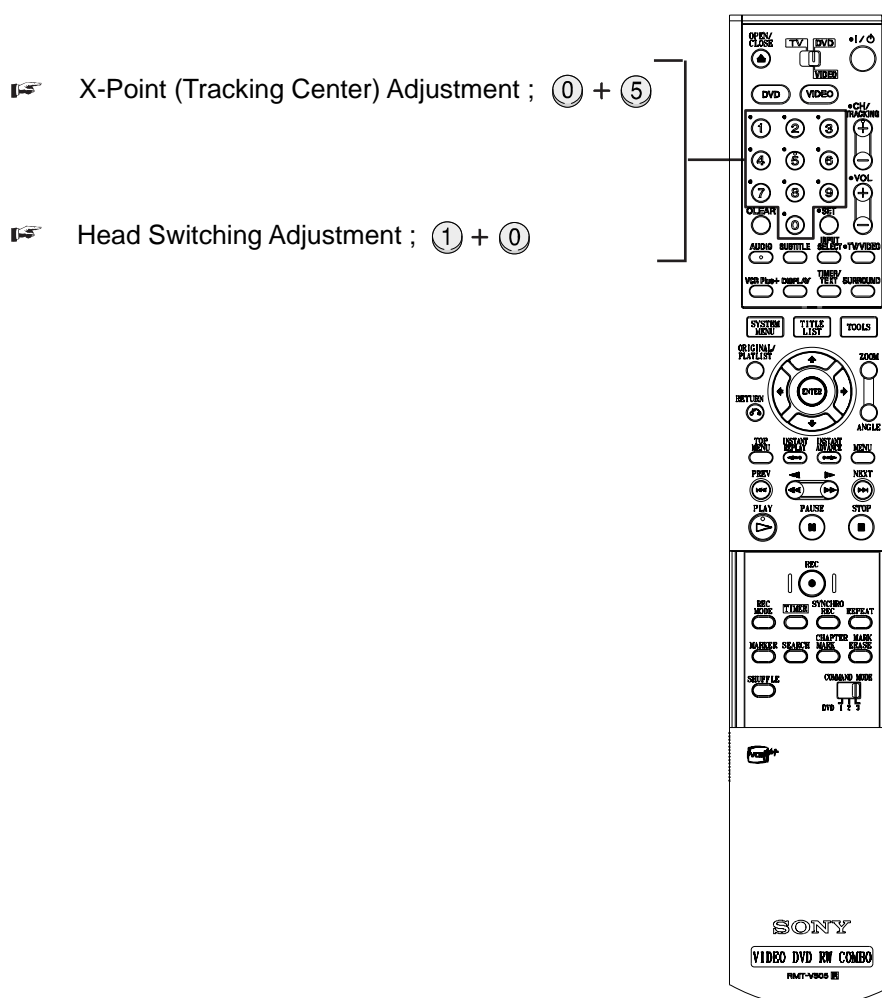 X-Point (Tracking Center) Adjustment ; 0 + 5
Head Switching Adjustment ; 1 + 0
OPEN/
CLOSE
TV DVD
VIDEO
DVD VIDEO
CH/
TRACKING
1 2 3
+
4 5 6
−
7 8 9
VOL
+
CLEAR 0 SET
−
AUDIO SUBTITLE INPUT
SELECT TV/VIDEO
VCR Plus+ DISPLAY TIMER/
TEXT SURROUND
SYSTEM
MENU TITLE
LIST TOOLS
ORIGINAL/
PLAYLIST ZOOM
ENTER
RETURN
ANGLE
TOP
MENU INSTANT
REPLAY INSTANT
ADVANCE MENU
PREV NEXT
PLAY PAUSE STOP
REC
REC
MODE TIMER SYNCHRO
REC REPEAT
MARKER SEARCH CHAPTER
MARK MARK
ERASE
SHUFFLE COMMAND MODE
DVD 1 2 3
SONY
VIDEO DVD RW COMBO
RMT-V505